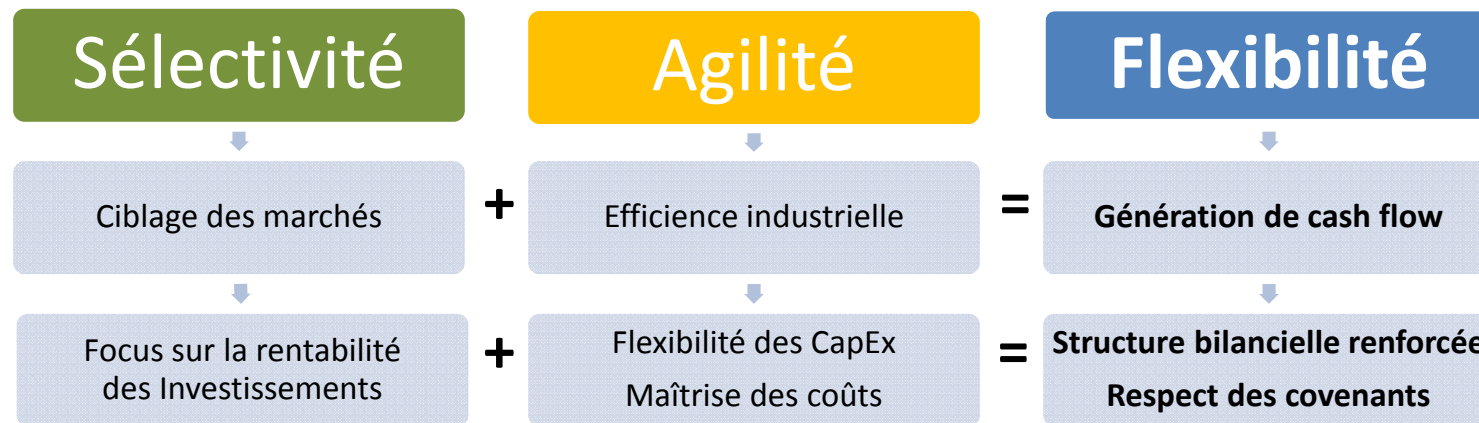 Sélectivité
Agilité
Flexibilité
Ciblage des marchés
+
Efficience industrielle
=
Génération de cash flow
Focus sur la rentabilité
des Investissements
+
Flexibilité des CapEx
Maîtrise des coûts
=
Structure bilancielle renforcée
Respect des covenants